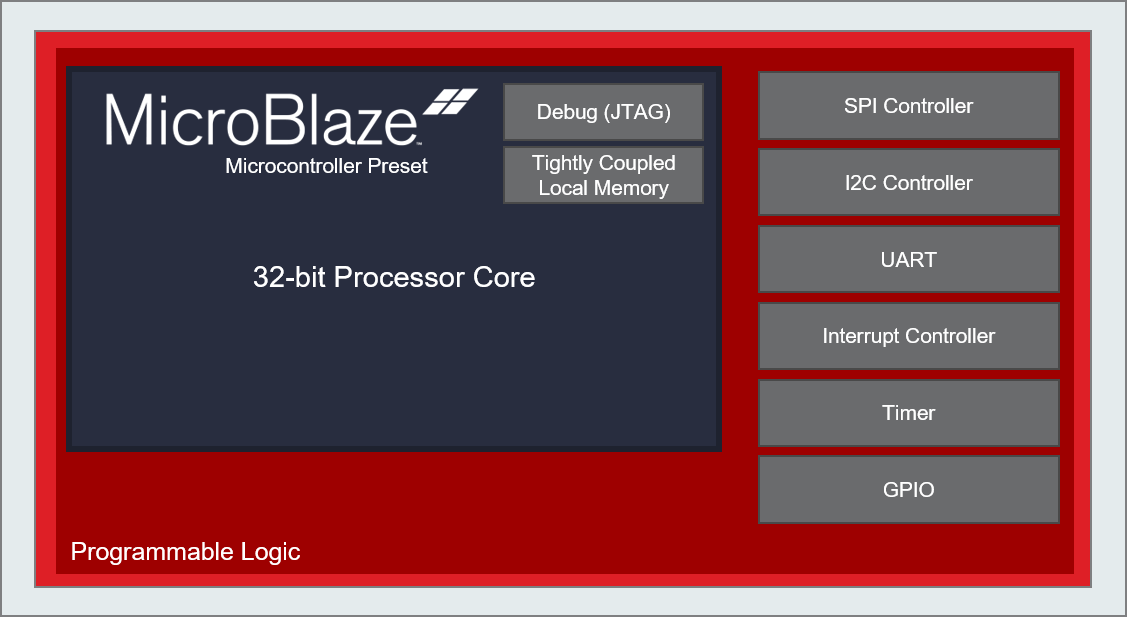 MicroBlaze™
Microcontroller Preset
Debug (JTAG)
Tightly Coupled
Local Memory
32-bit Processor Core
SPI Controller
I2C Controller
UART
Interrupt Controller
Timer
GPIO
Programmable Logic